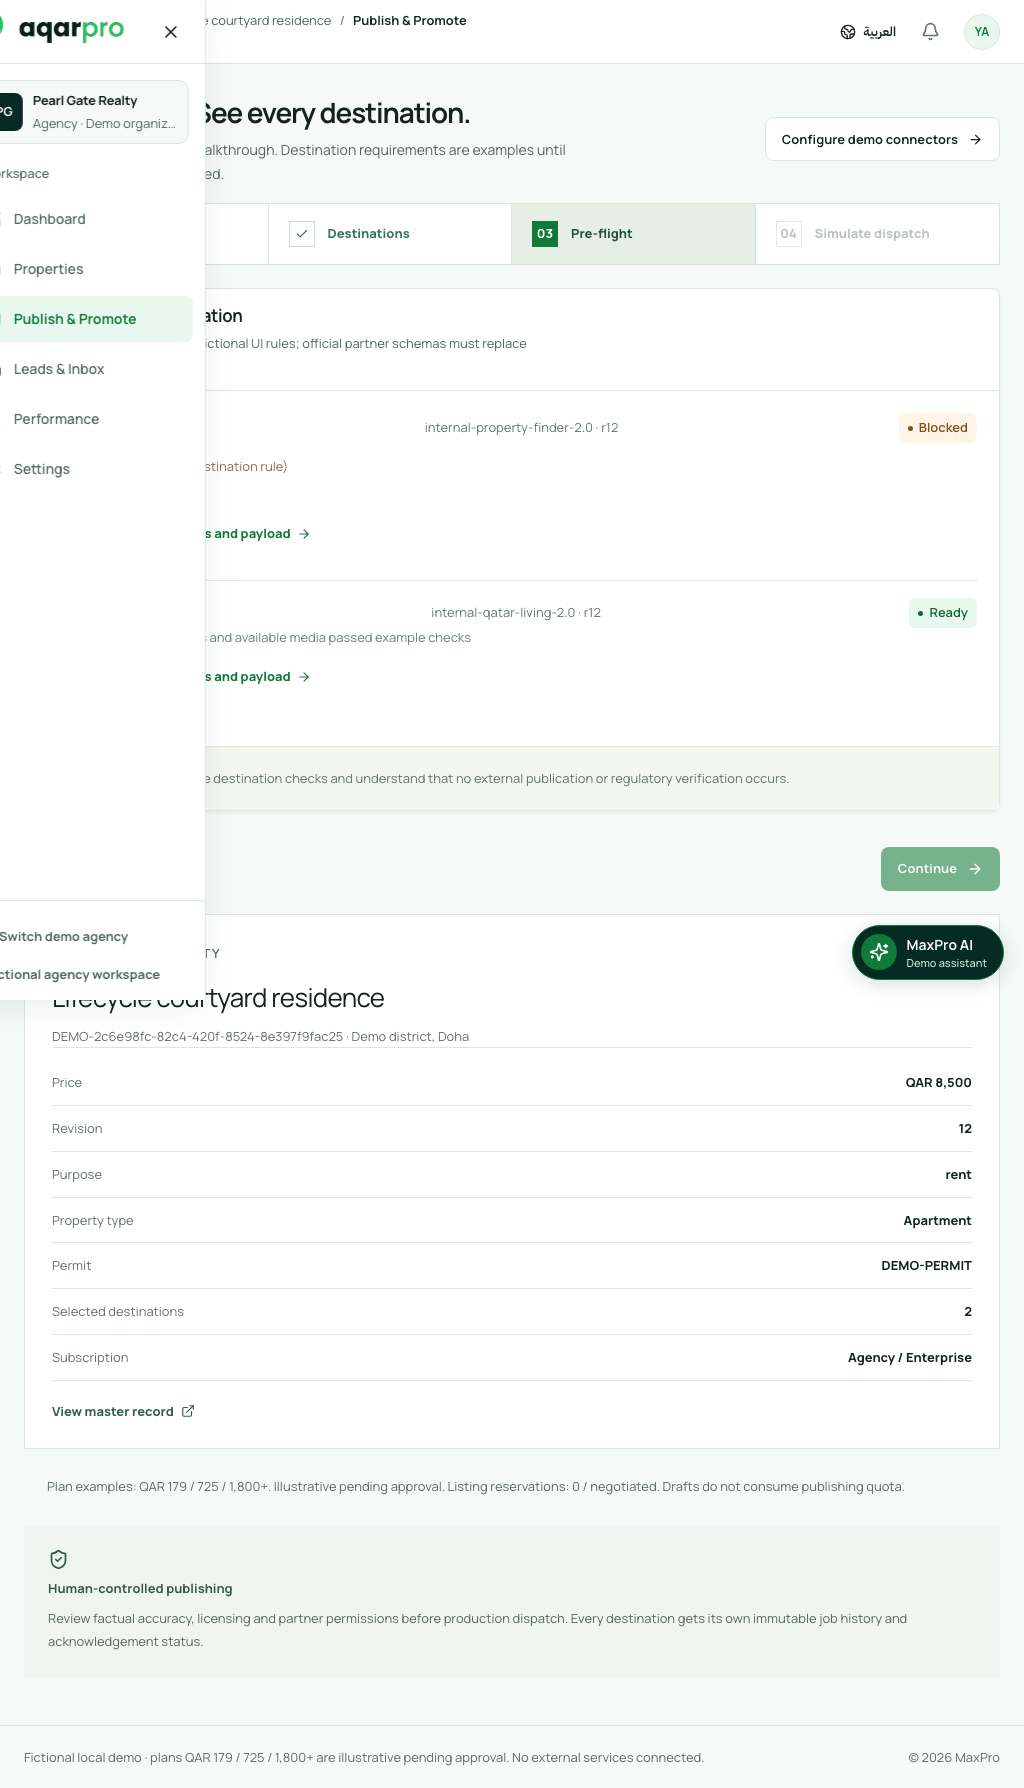 aqarpro
courtyard residence / Publish & Promote
العربية
YA
PG
Pearl Gate Realty
Agency · Demo organiz...
See every destination.
Configure demo connectors
alkthrough. Destination requirements are examples until
ed.
Dashboard
Properties
Publish & Promote
Leads & Inbox
Performance
Settings
Destinations
03 Pre-flight
04 Simulate dispatch
ation
ictional UI rules; official partner schemas must replace
internal-property-finder-2.0 · r12
Blocked
stination rule)
s and payload
internal-qatar-living-2.0 · r12
Ready
s and available media passed example checks
s and payload
e destination checks and understand that no external publication or regulatory verification occurs.
Continue
Switch demo agency
ctional agency workspace
MaxPro AI
Demo assistant
TY
Lifecycle courtyard residence
DEMO-2c6e98fc-82c4-420f-8524-8e397f9fac25 · Demo district, Doha
Price QAR 8,500
Revision 12
Purpose rent
Property type Apartment
Permit DEMO-PERMIT
Selected destinations 2
Subscription Agency / Enterprise
View master record
Plan examples: QAR 179 / 725 / 1,800+. Illustrative pending approval. Listing reservations: 0 / negotiated. Drafts do not consume publishing quota.
Human-controlled publishing
Review factual accuracy, licensing and partner permissions before production dispatch. Every destination gets its own immutable job history and
acknowledgement status.
Fictional local demo · plans QAR 179 / 725 / 1,800+ are illustrative pending approval. No external services connected.
© 2026 MaxPro